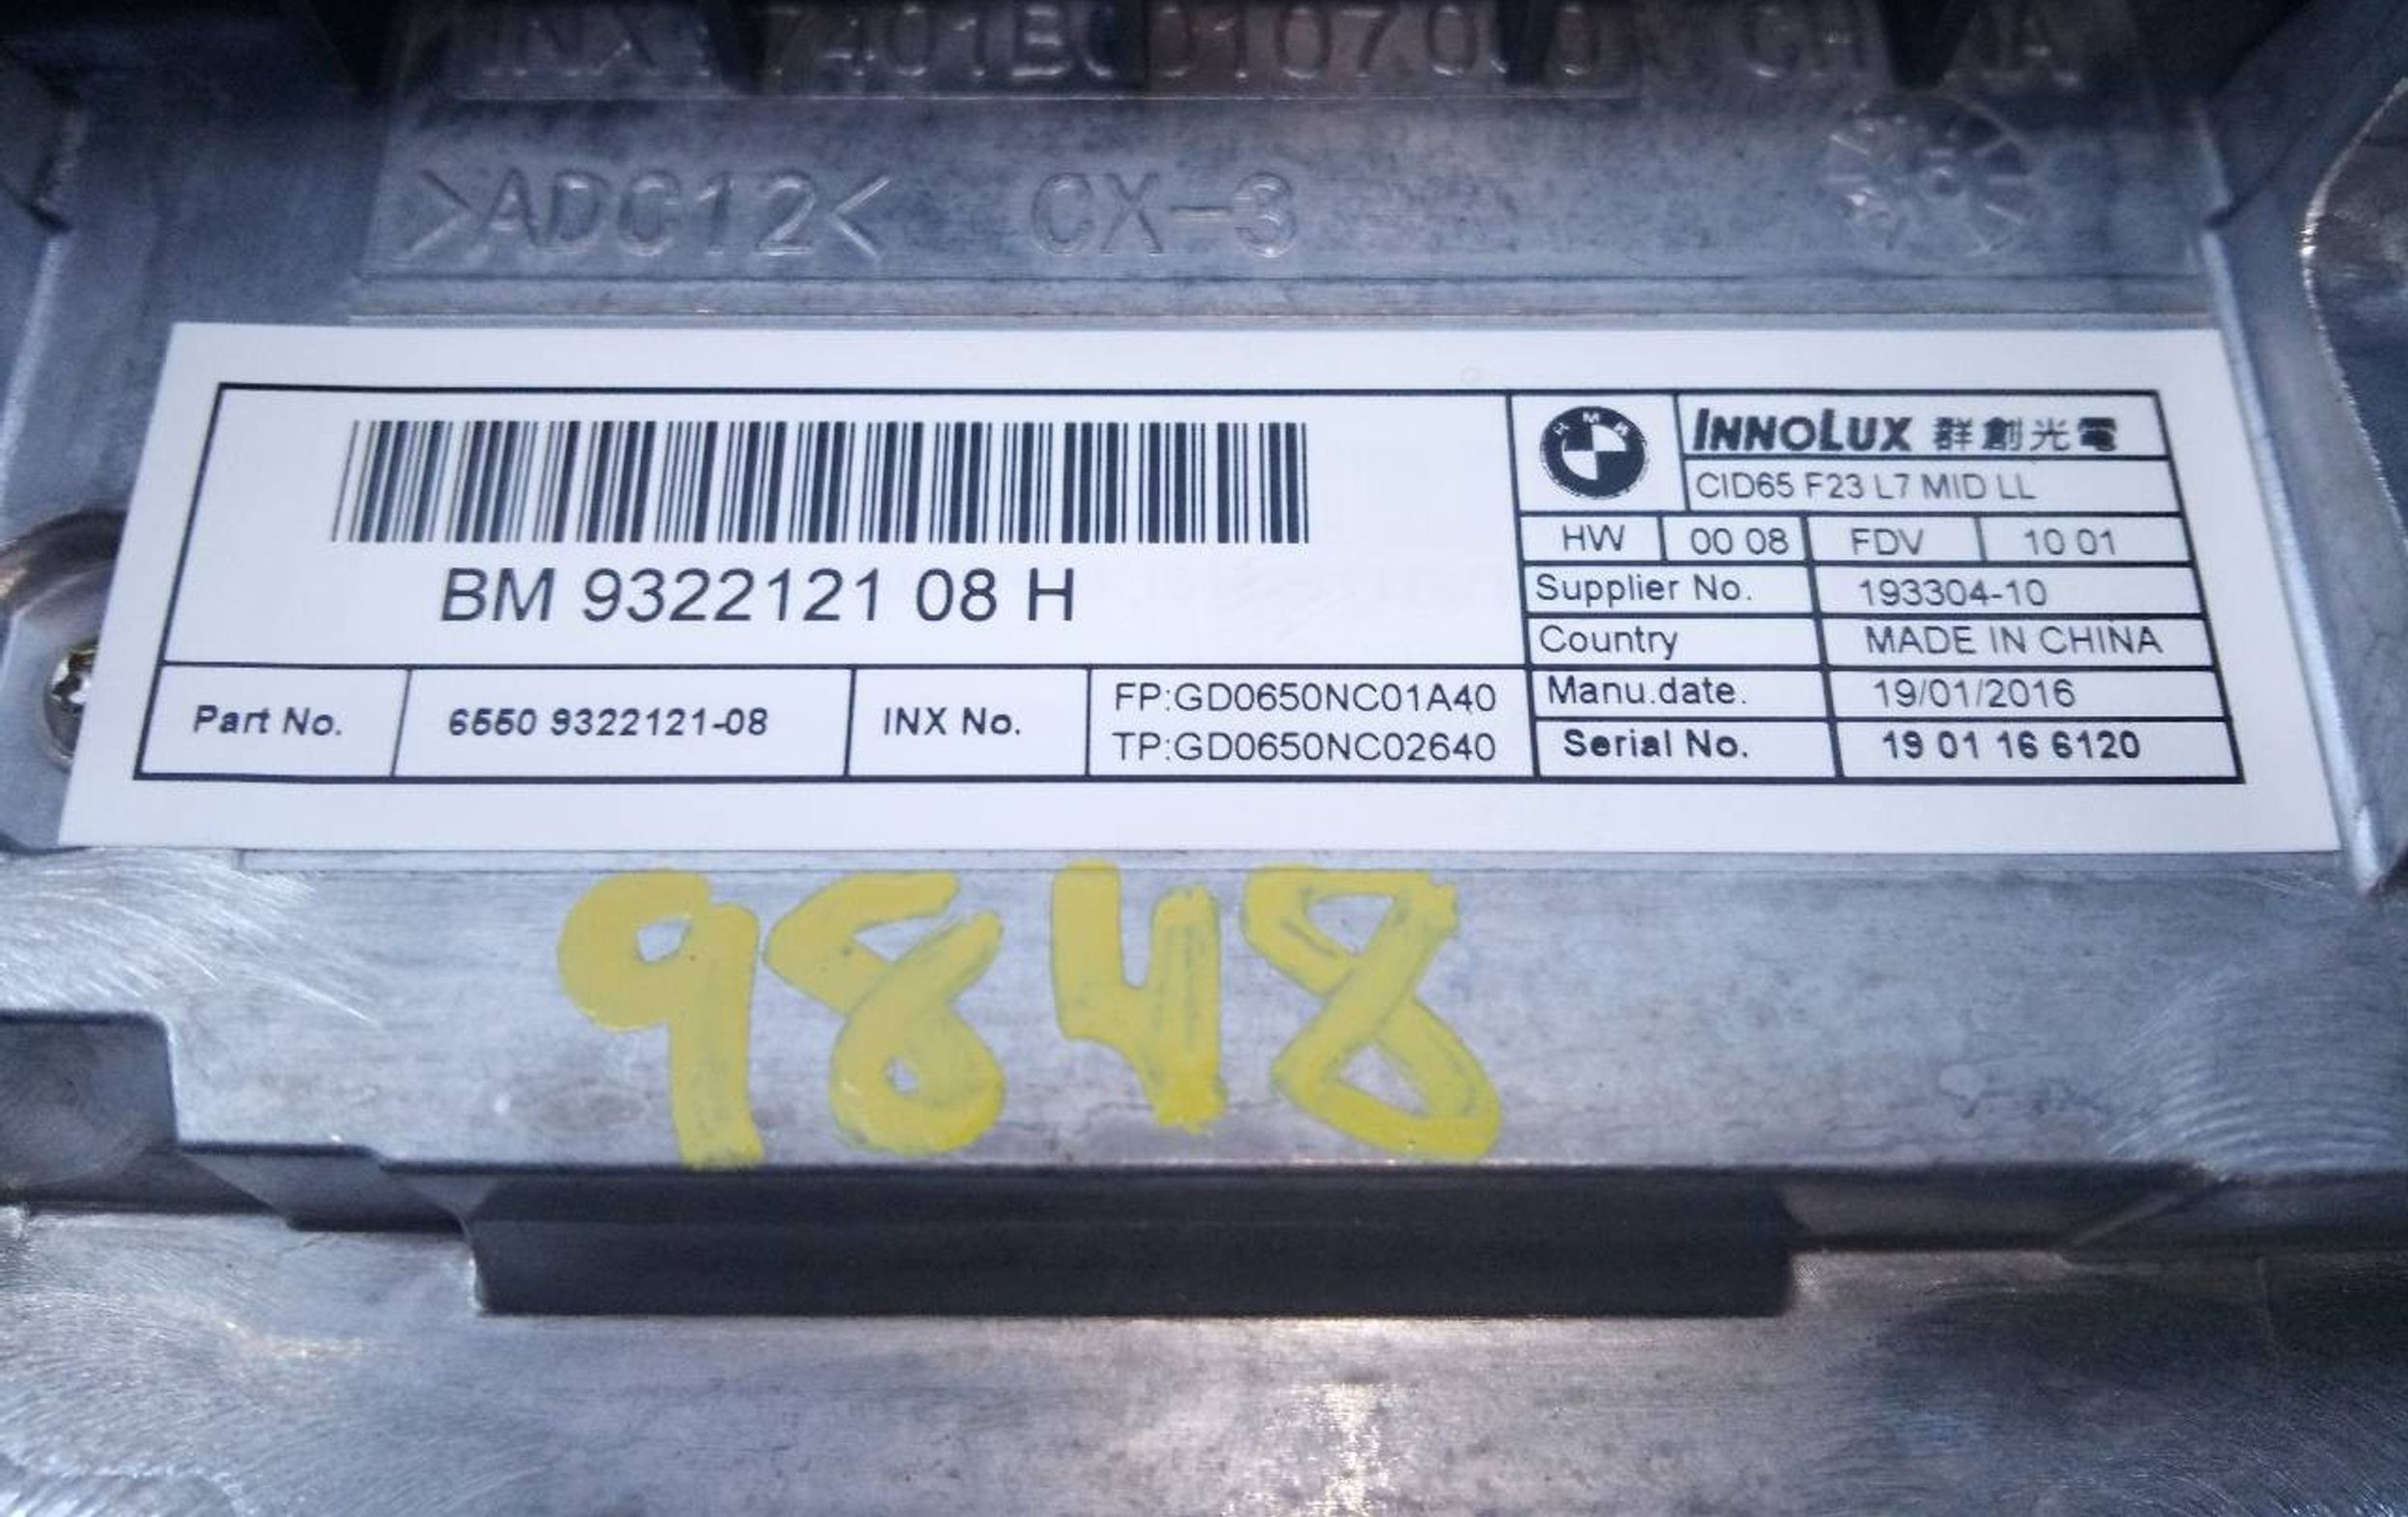 >ADC12< CX-3
BM 9322121 08 H
Part No. 6550 9322121-08 INX No. FP:GD0650NC01A40
TP:GD0650NC02640
BMW
INNOLUX 群創光電
CID65 F23 L7 MID LL
HW 00 08 FDV 10 01
Supplier No. 193304-10
Country MADE IN CHINA
Manu.date. 19/01/2016
Serial No. 19 01 16 6120
9848